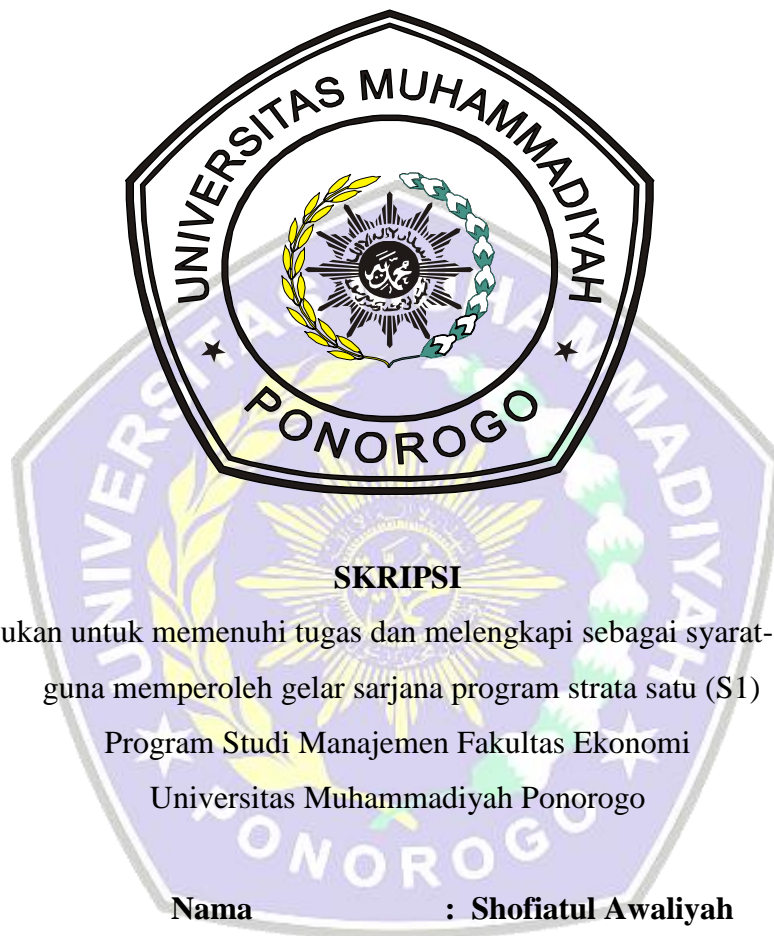 UNIVERSITAS MUHAMMADIYAH
PONOROGO
SKRIPSI
ukan untuk memenuhi tugas dan melengkapi sebagai syarat-
guna memperoleh gelar sarjana program strata satu (S1)
Program Studi Manajemen Fakultas Ekonomi
Universitas Muhammadiyah Ponorogo
Nama : Shofiatul Awaliyah